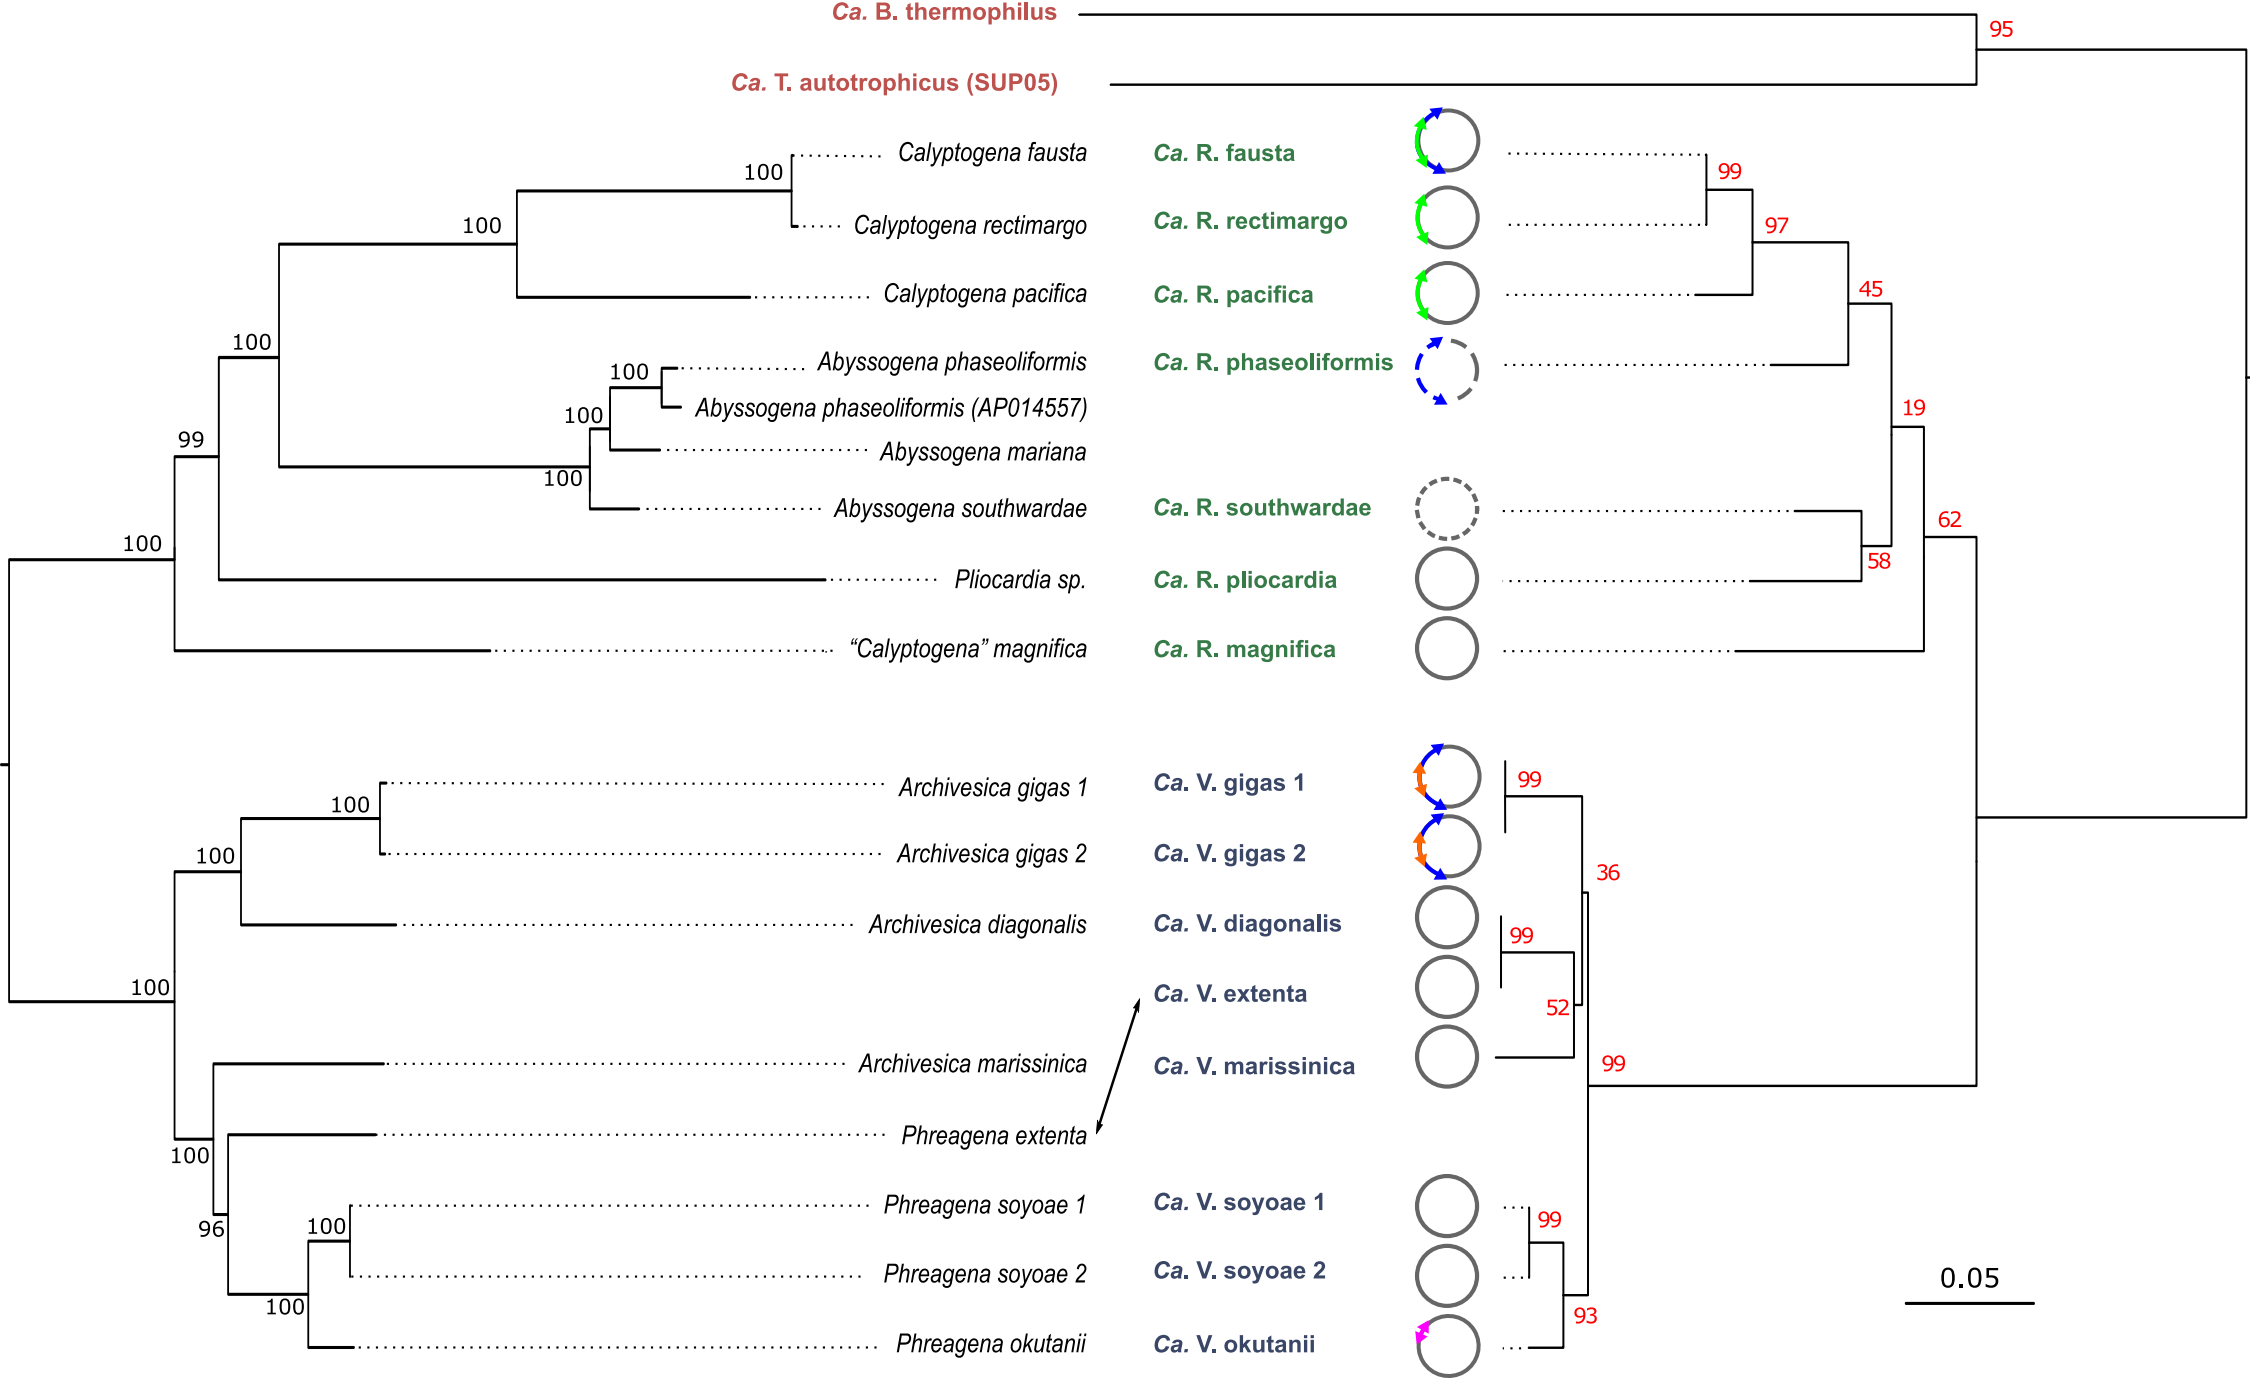 Ca. B. thermophilus
95
Ca. T. autotrophicus (SUP05)
Calyptogena fausta Ca. R. fausta
100 99
100 Calyptogena rectimargo Ca. R. rectimargo 97
Calyptogena pacifica Ca. R. pacifica 45
100 Abyssogena phaseoliformis Ca. R. phaseoliformis
100
100 Abyssogena phaseoliformis (AP014557) 19
99 Abyssogena mariana
100
Abyssogena southwardae Ca. R. southwardae
100 62
58
Pliocardia sp. Ca. R. pliocardia
“Calyptogena” magnifica Ca. R. magnifica
Archivesica gigas 1 Ca. V. gigas 1 99
100
100 Archivesica gigas 2 Ca. V. gigas 2
36
Archivesica diagonalis Ca. V. diagonalis 99
100 Ca. V. extenta
52
Archivesica marissinica Ca. V. marissinica 99
Phreagena extenta
100
Phreagena soyoae 1 Ca. V. soyoae 1
96 100 99
Phreagena soyoae 2 Ca. V. soyoae 2 0.05
100 93
Phreagena okutanii Ca. V. okutanii